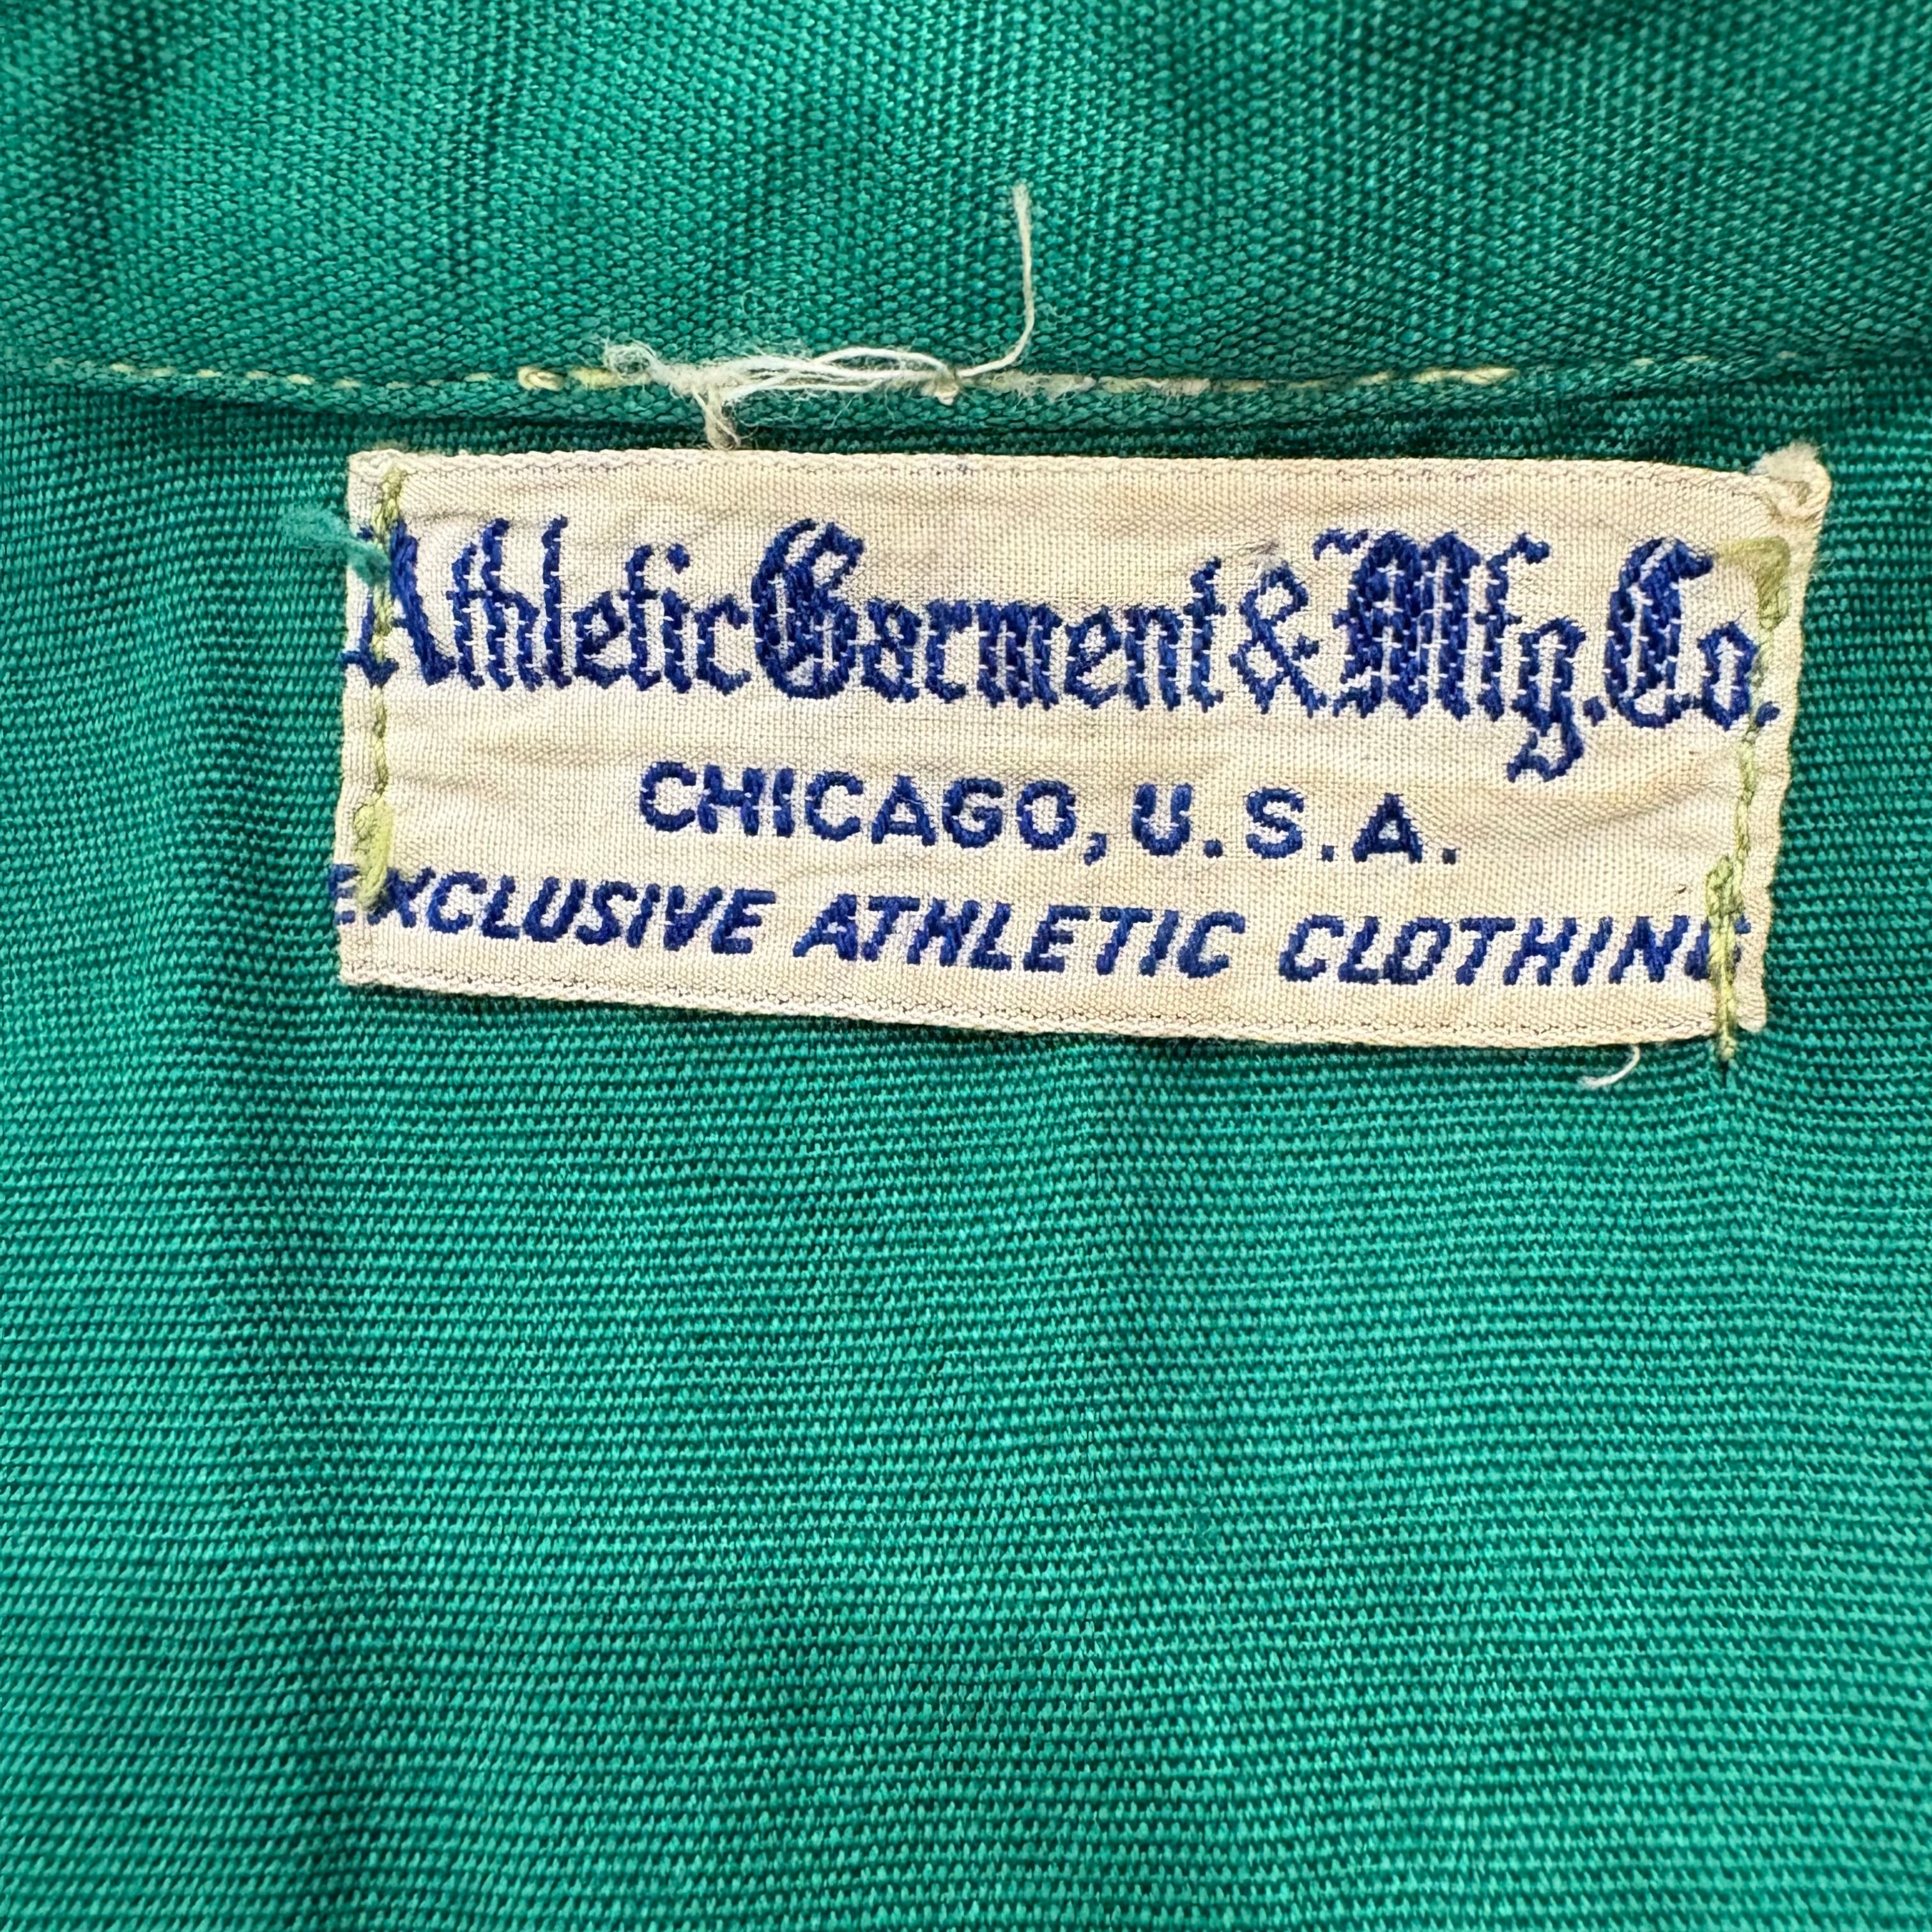 Athletic Garment & Mfg. Co.
CHICAGO, U.S.A.
EXCLUSIVE ATHLETIC CLOTHING